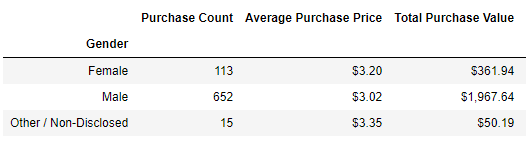 Purchase Count Average Purchase Price Total Purchase Value
Gender
Female 113 $3.20 $361.94
Male 652 $3.02 $1,967.64
Other / Non-Disclosed 15 $3.35 $50.19